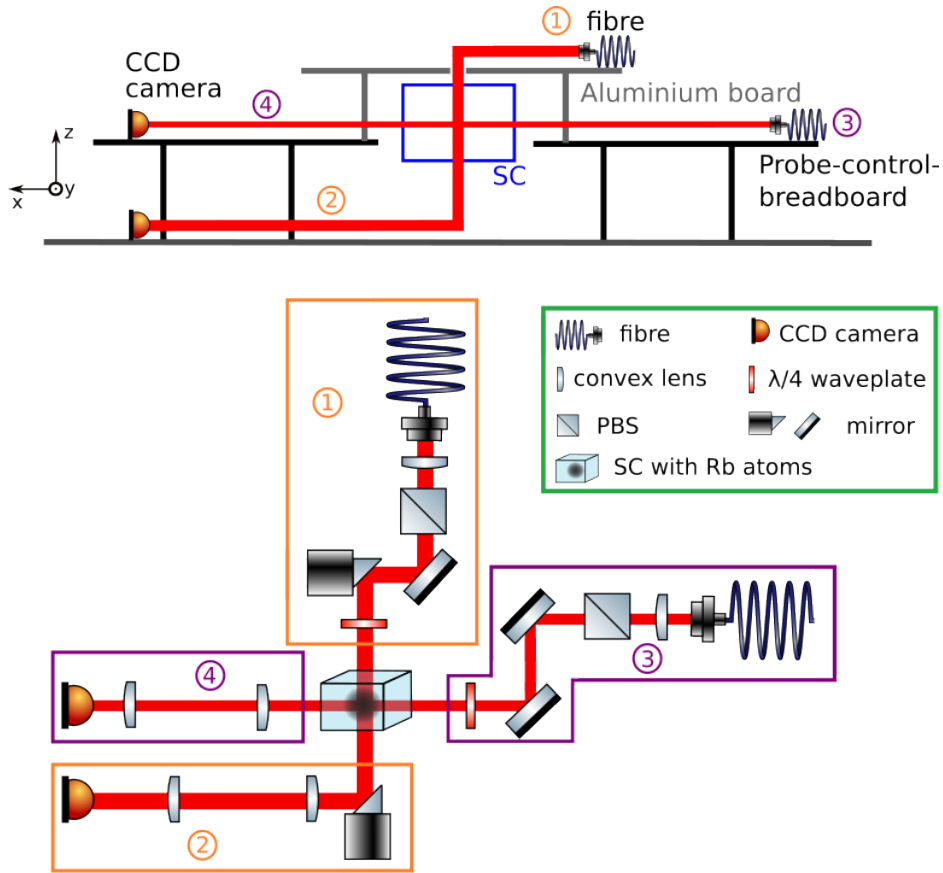 ① fibre
CCD
camera
④
Aluminium board
③
z
SC
Probe-control-
breadboard
x
y
②
①
fibre
CCD camera
convex lens
λ/4 waveplate
PBS
mirror
SC with Rb atoms
③
④
②